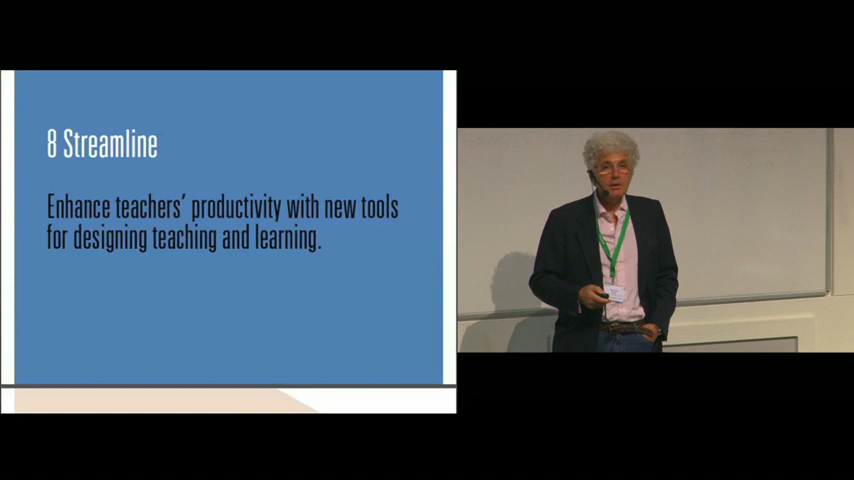 8 Streamline
Enhance teachers' productivity with new tools
for designing teaching and learning.